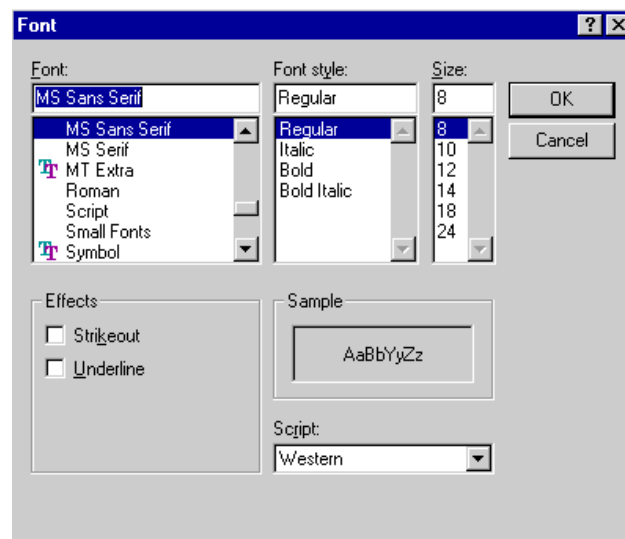 Font
Font: Font style: Size:
MS Sans Serif Regular 8 OK
MS Sans Serif Regular 8 Cancel
MS Serif Italic 10
MT Extra Bold 12
Roman Bold Italic 14
Script 18
Small Fonts 24
Symbol
Effects Sample
Strikeout
AaBbYyZz
Underline
Script:
Western